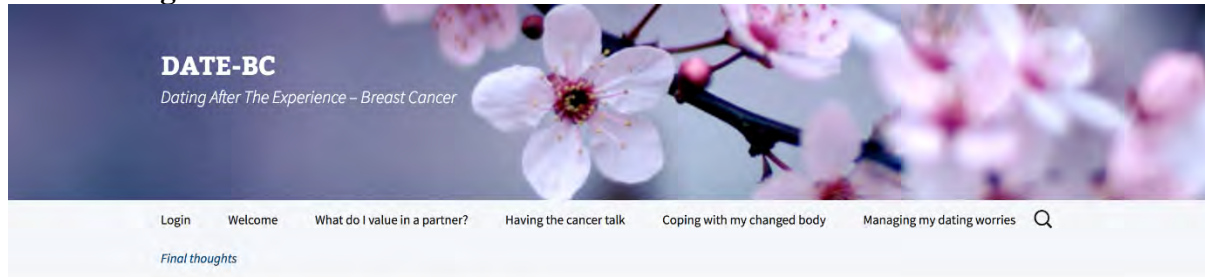 DATE-BC
Dating After The Experience – Breast Cancer
Login Welcome What do I value in a partner? Having the cancer talk Coping with my changed body Managing my dating worries
Final thoughts